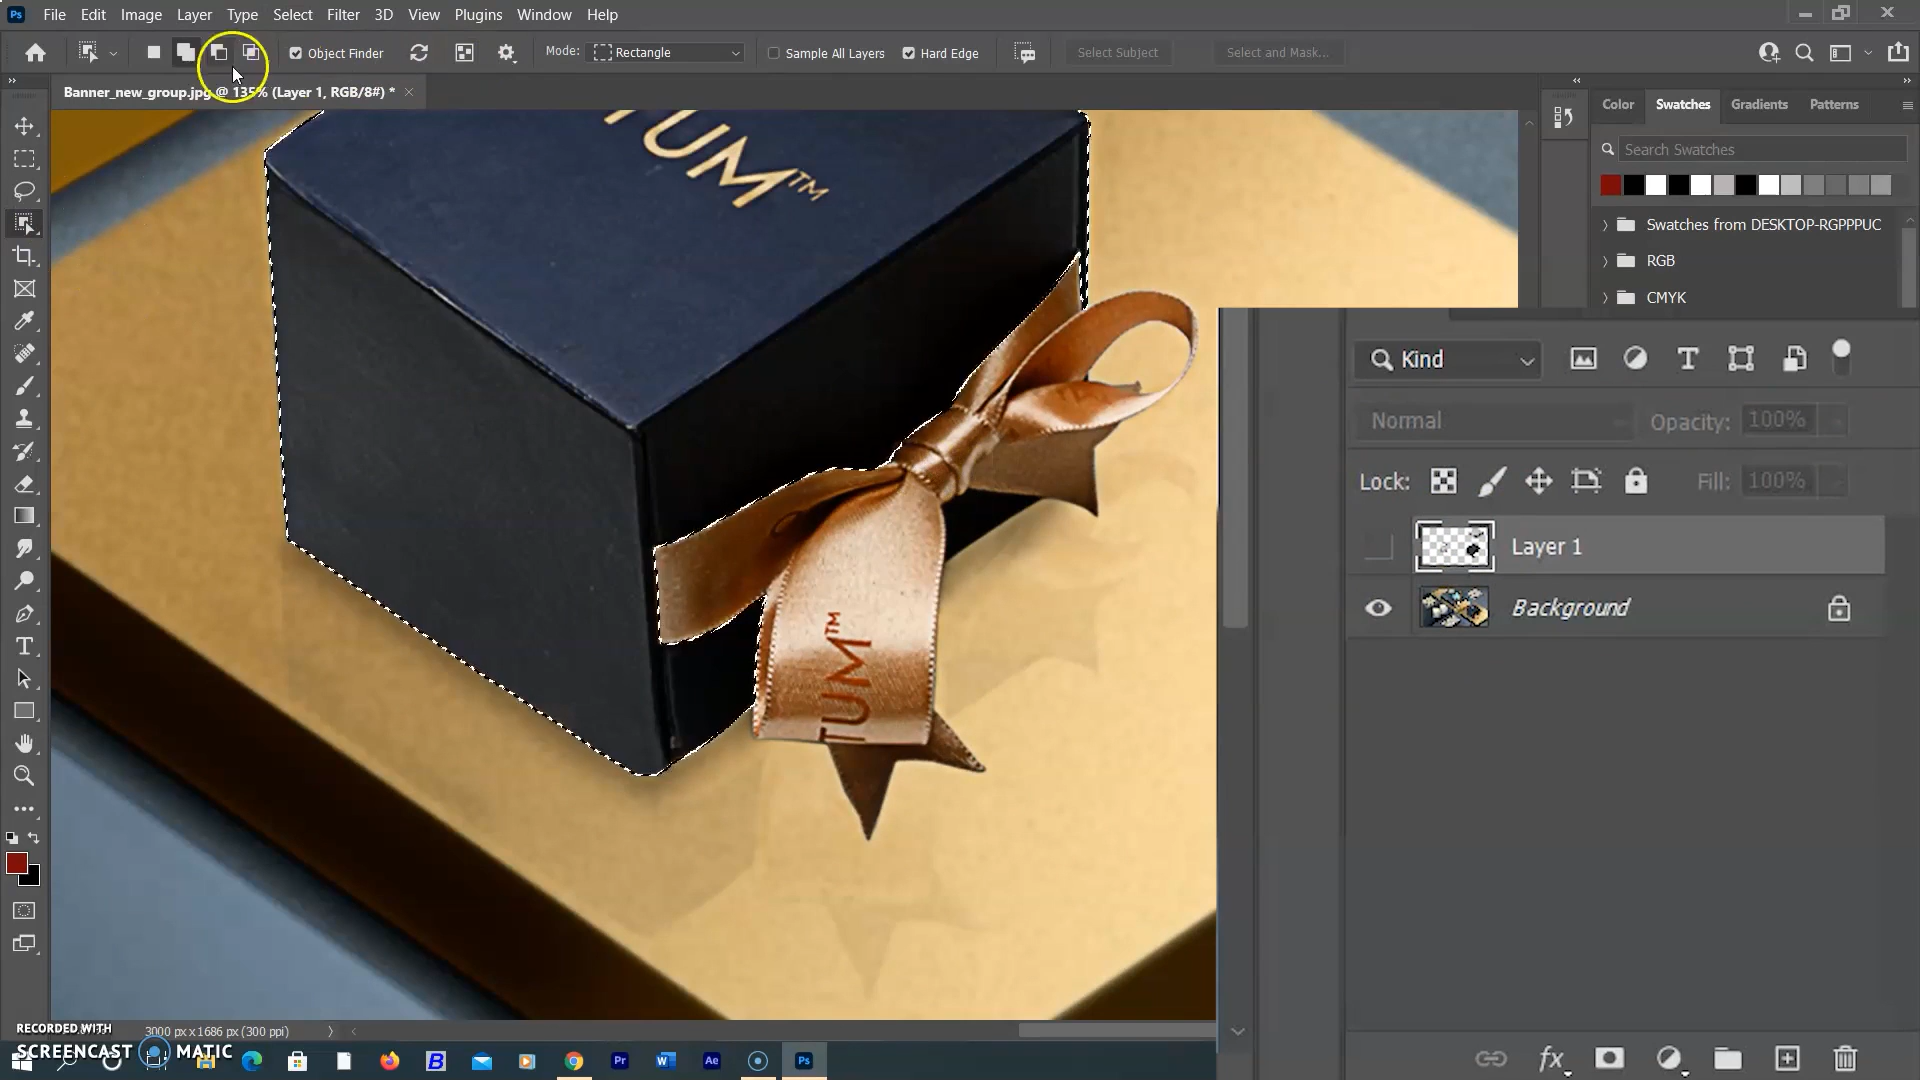 File Edit Image Layer Type Select Filter 3D View Plugins Window Help
Object Finder Mode: Rectangle Sample All Layers Hard Edge Select Subject Select and Mask...
Banner_new_group.jpg @ 135% (Layer 1, RGB/8#) *
Color Swatches Gradients Patterns
Search Swatches
Swatches from DESKTOP-RGPPPUC
RGB
CMYK
TUM™
Kind
Normal Opacity: 100%
Lock: Fill: 100%
Layer 1
Background
TUM™
RECORDED WITH
SCREENCAST MATIC
3000 px x 1686 px (300 ppi)